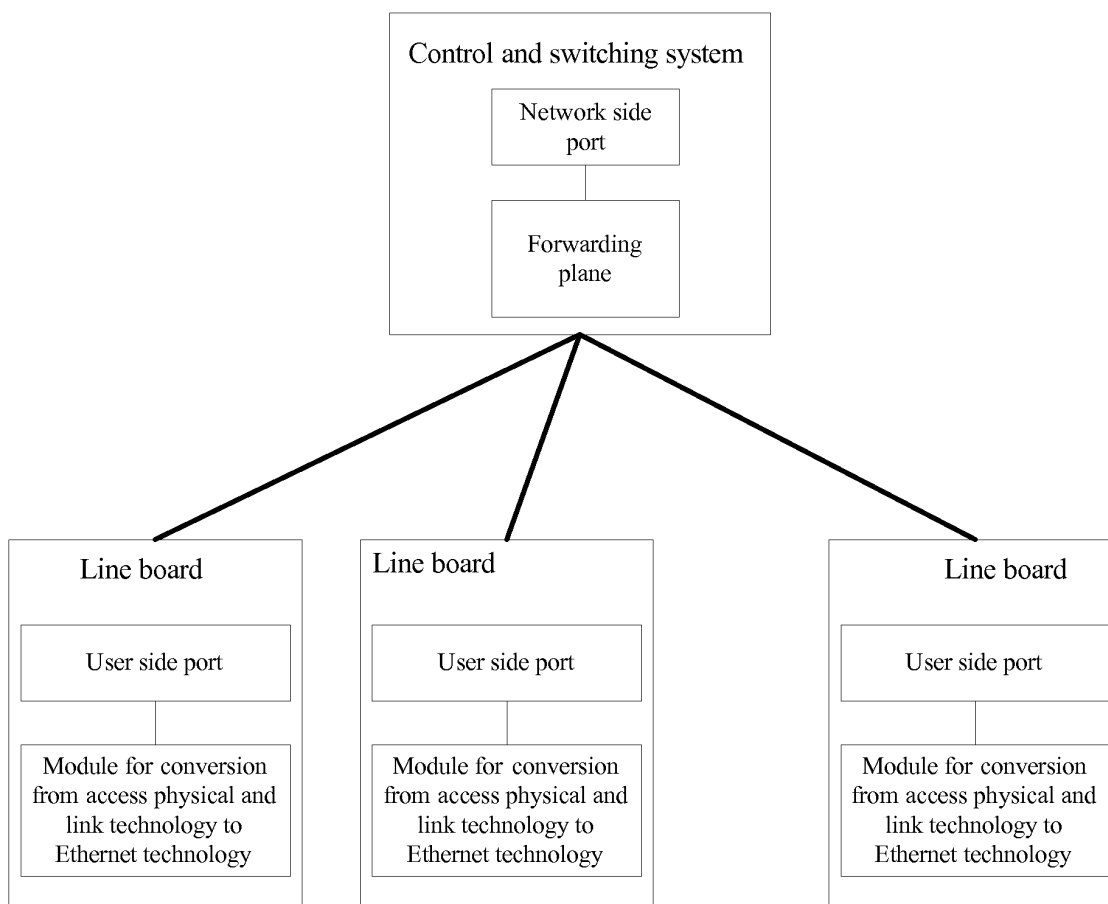 Control and switching system
Network side
port
Forwarding
plane
Line board
User side port
Module for conversion
from access physical and
link technology to
Ethernet technology
Line board
User side port
Module for conversion
from access physical and
link technology to
Ethernet technology
Line board
User side port
Module for conversion
from access physical and
link technology to
Ethernet technology